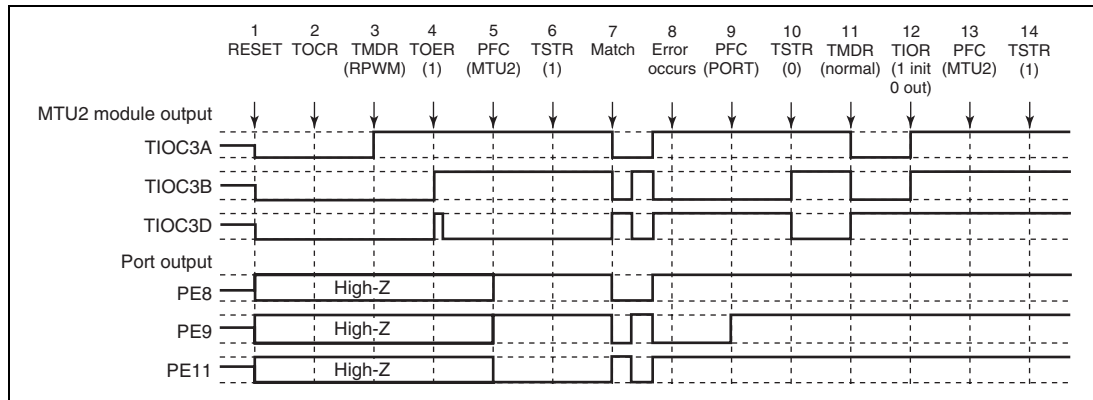 1 2 3 4 5 6 7 8 9 10 11 12 13 14
RESET TOCR TMDR TOER PFC TSTR Match Error PFC TSTR TMDR TIOR PFC TSTR
(RPWM) (1) (MTU2) (1) occurs (PORT) (0) (normal) (1 init (MTU2) (1)
0 out)
MTU2 module output
TIOC3A
TIOC3B
TIOC3D
Port output
PE8 High-Z
PE9 High-Z
PE11 High-Z